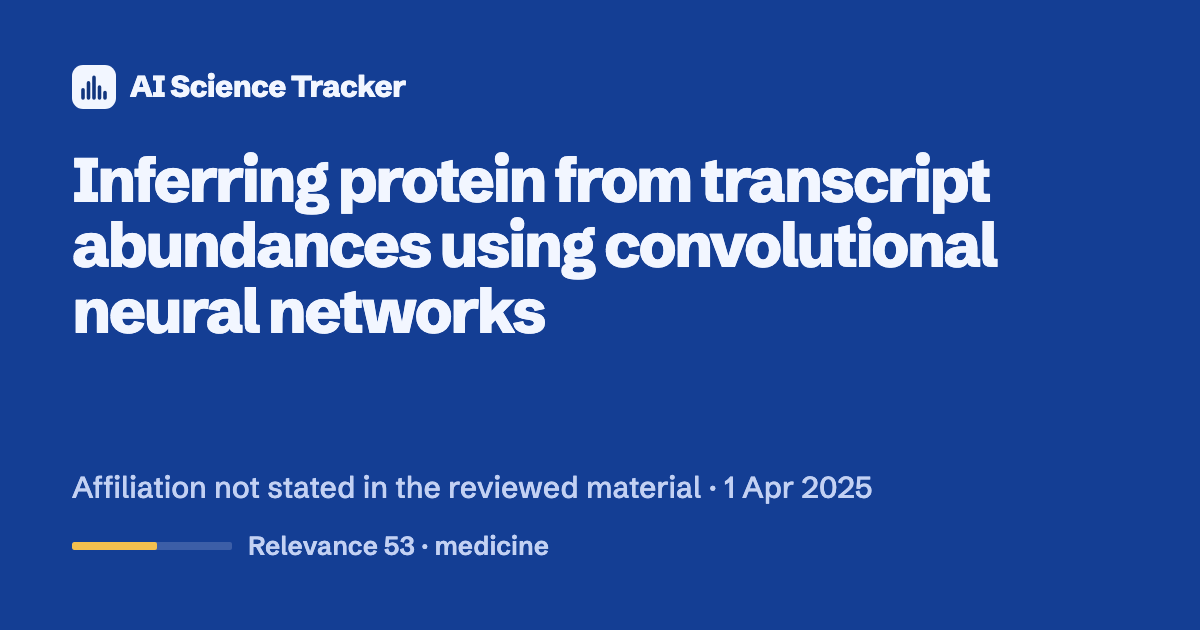 AI Science Tracker
Inferring protein from transcript
abundances using convolutional
neural networks
Affiliation not stated in the reviewed material · 1 Apr 2025
Relevance 53 · medicine